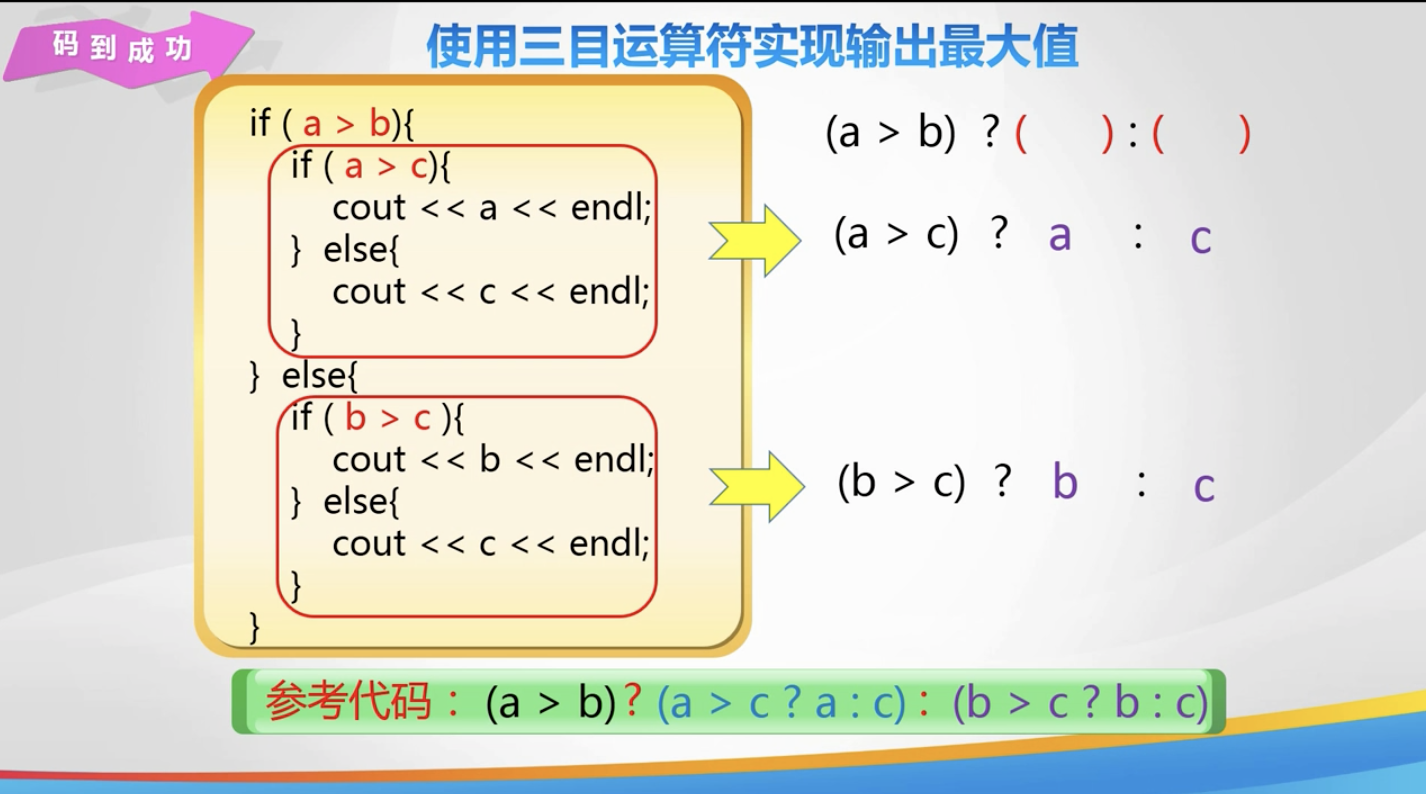 码到成功
使用三目运算符实现输出最大值
if ( a > b){
if ( a > c){
cout << a << endl;
} else{
cout << c << endl;
}
} else{
if ( b > c ){
cout << b << endl;
} else{
cout << c << endl;
}
}
(a > b) ? ( ) : ( )
(a > c) ? a : c
(b > c) ? b : c
参考代码：(a > b) ? (a > c ? a : c) : (b > c ? b : c)